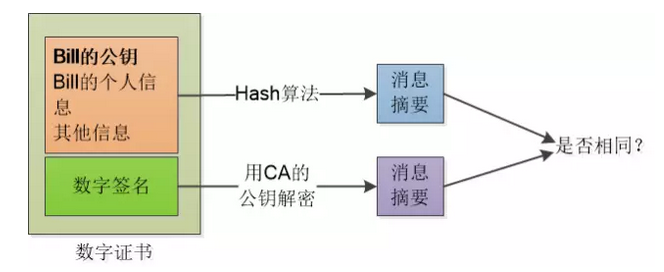 Bill的公钥
Bill的个人信
息
其他信息
Hash算法
消息
摘要
是否相同？
数字签名
用CA的
公钥解密
消息
摘要
数字证书